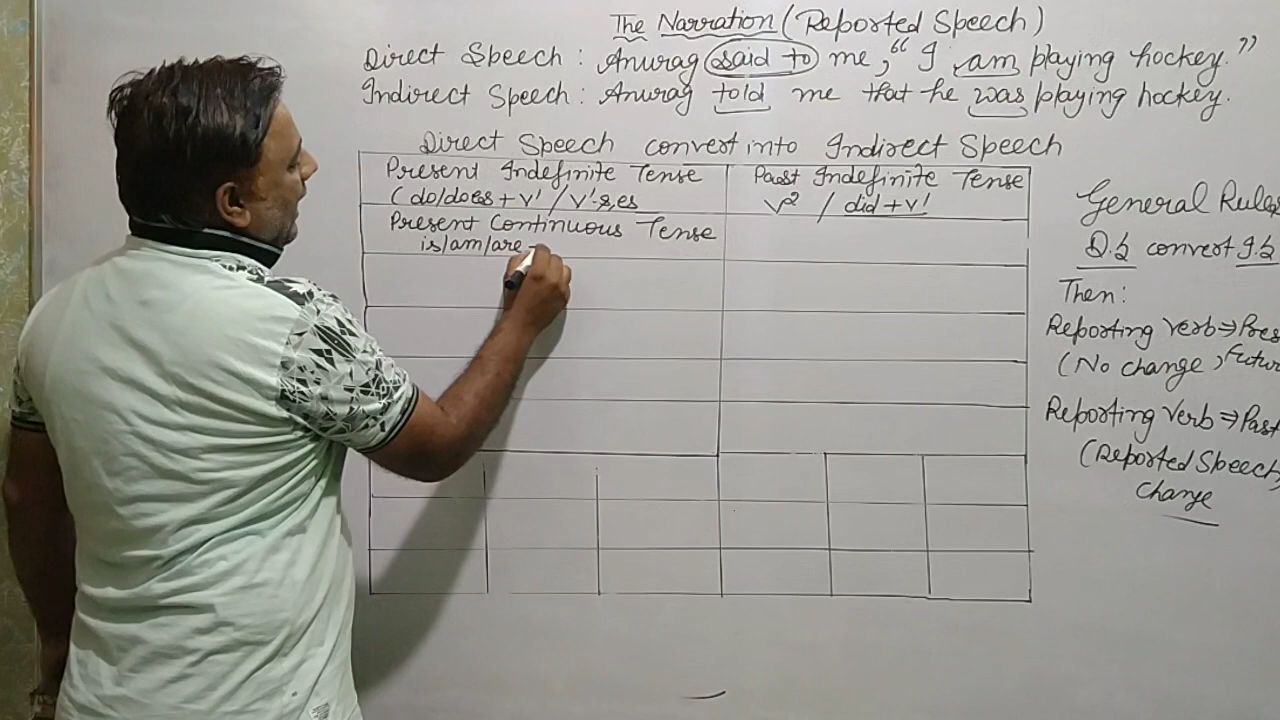 The Narration (Reported Speech)
Direct Speech: Anurag said to me, "I am playing hockey."
Indirect Speech: Anurag told me that he was playing hockey.
Direct Speech convert into Indirect Speech
Present Indefinite Tense
(do/does + v¹ / v¹-s,es
Past Indefinite Tense
v² / did + v¹
Present Continuous Tense
is/am/are -
General Rules
D.S convert I.S
Then:
Reporting Verb ⇒ Pres
(No change, Futur
Reporting Verb ⇒ Past
(Reported Speech,
change